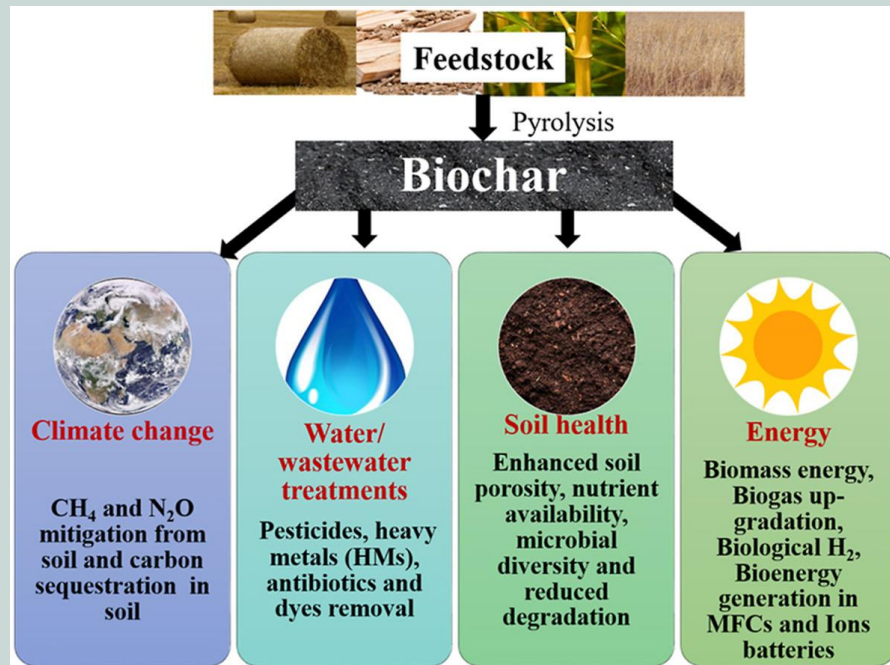 Feedstock
Pyrolysis
Biochar
Climate change
CH₄ and N₂O
mitigation from
soil and carbon
sequestration in
soil
Water/
wastewater
treatments
Pesticides, heavy
metals (HMs),
antibiotics and
dyes removal
Soil health
Enhanced soil
porosity, nutrient
availability,
microbial
diversity and
reduced
degradation
Energy
Biomass energy,
Biogas up-
gradation,
Biological H₂,
Bioenergy
generation in
MFCs and Ions
batteries